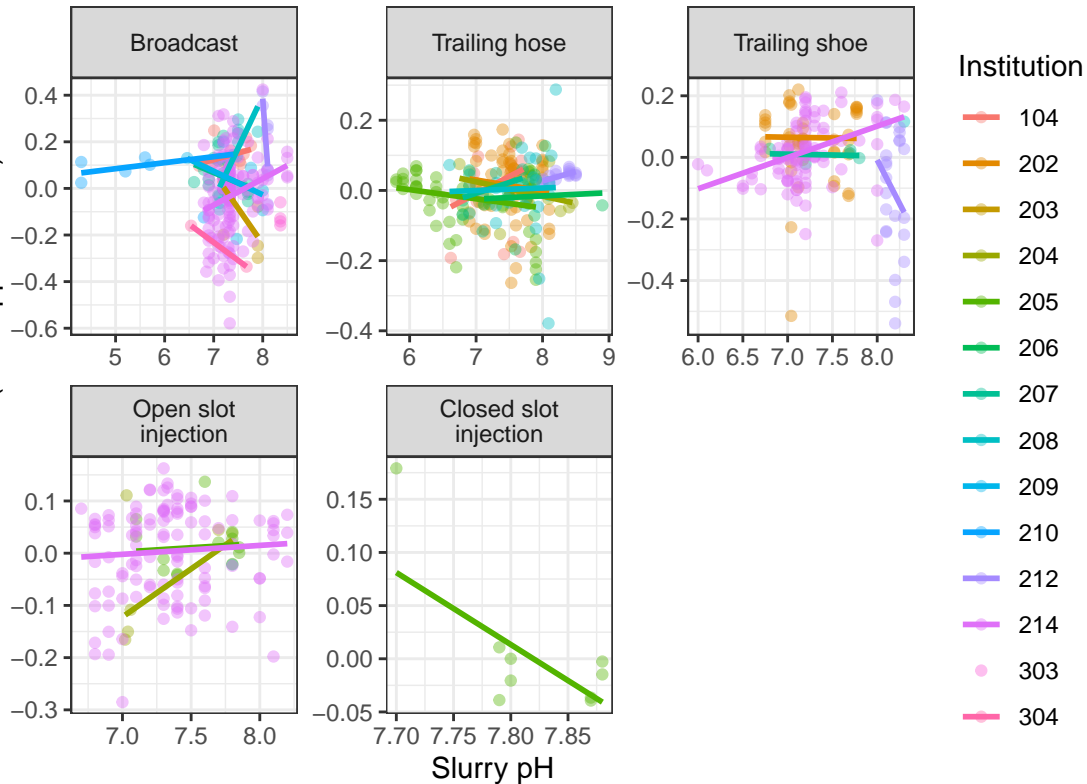 Broadcast
Trailing hose
Trailing shoe
0.4
0.2
0.0
−0.2
−0.4
−0.6
5 6 7 8
0.2
0.0
−0.2
−0.4
6 7 8 9
0.2
0.0
−0.2
−0.4
6.0 6.5 7.0 7.5 8.0
Open slot
injection
Closed slot
injection
0.1
0.0
−0.1
−0.2
−0.3
7.0 7.5 8.0
0.15
0.10
0.05
0.00
−0.05
7.70 7.75 7.80 7.85
Slurry pH
Institution
104
202
203
204
205
206
207
208
209
210
212
214
303
304